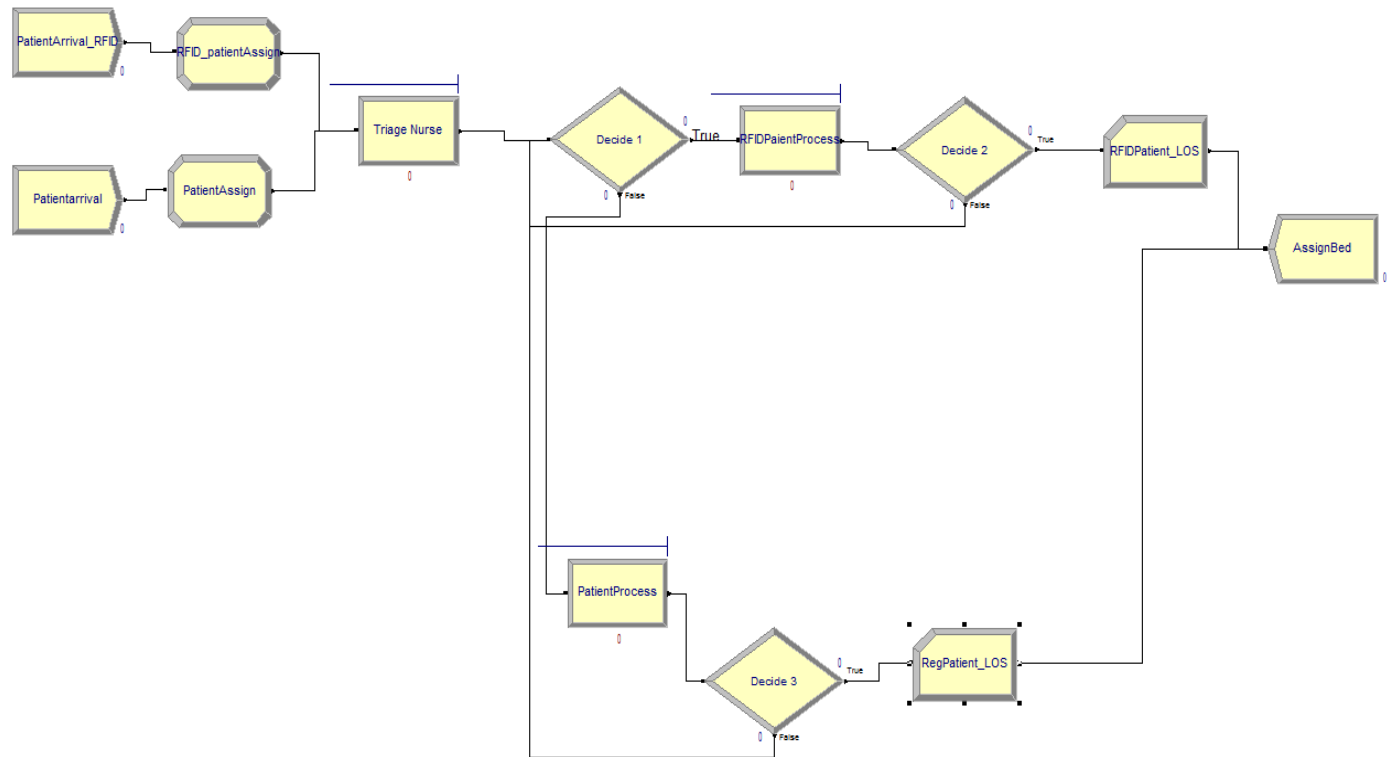 PatientArrival_RFID
0
RFID_patientAssign
Triage Nurse
0
Decide 1
0
True
0
False
RFIDPaientProcess
0
Decide 2
0
True
0
False
RFIDPatient_LOS
AssignBed
0
Patientarrival
0
PatientAssign
PatientProcess
0
Decide 3
0
True
0
False
RegPatient_LOS